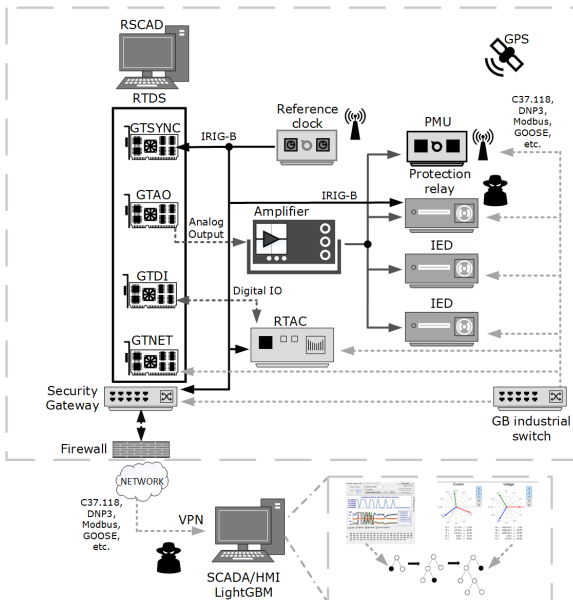 RSCAD
GPS
RTDS
C37.118,
DNP3,
Modbus,
GOOSE,
etc.
Reference
clock
PMU
GTSYNC
IRIG-B
Protection
relay
IRIG-B
GTAO
Analog
Output
Amplifier
IED
GTDI
Digital IO
RTAC
IED
GTNET
Security
Gateway
GB industrial
switch
Firewall
NETWORK
C37.118,
DNP3,
Modbus,
GOOSE,
etc.
VPN
SCADA/HMI
LightGBM
Current
Voltage